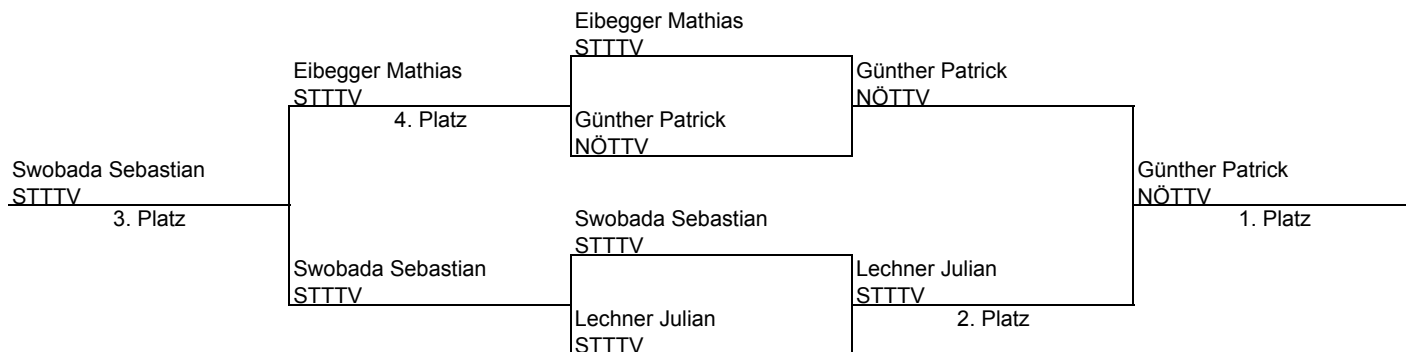 Eibegger Mathias
STTTV
Eibegger Mathias
STTTV
4. Platz
Günther Patrick
NÖTTV
Günther Patrick
NÖTTV
Swobada Sebastian
STTTV
3. Platz
Günther Patrick
NÖTTV
1. Platz
Swobada Sebastian
STTTV
Swobada Sebastian
STTTV
Lechner Julian
STTTV
2. Platz
Lechner Julian
STTTV